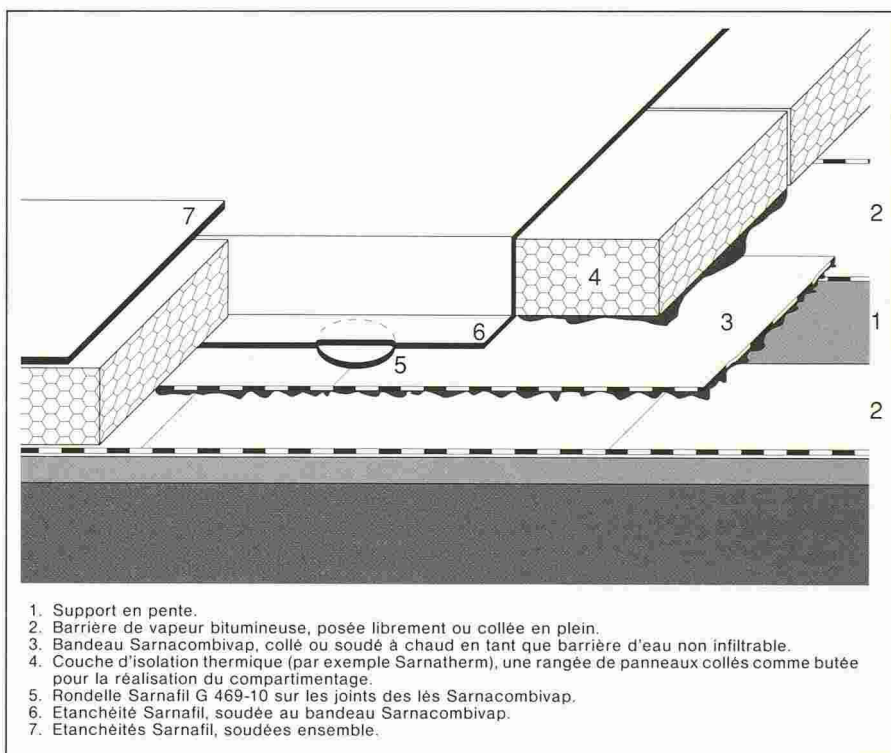 7
2
4
3
6
1
5
2
1. Support en pente.
2. Barrière de vapeur bitumineuse, posée librement ou collée en plein.
3. Bandeau Sarnacombivap, collé ou soudé à chaud en tant que barrière d'eau non infiltrable.
4. Couche d'isolation thermique (par exemple Sarnatherm), une rangée de panneaux collés comme butée
pour la réalisation du compartimentage.
5. Rondelle Sarnafil G 469-10 sur les joints des lés Sarnacombivap.
6. Etanchéité Sarnafil, soudée au bandeau Sarnacombivap.
7. Etanchéités Sarnafil, soudées ensemble.